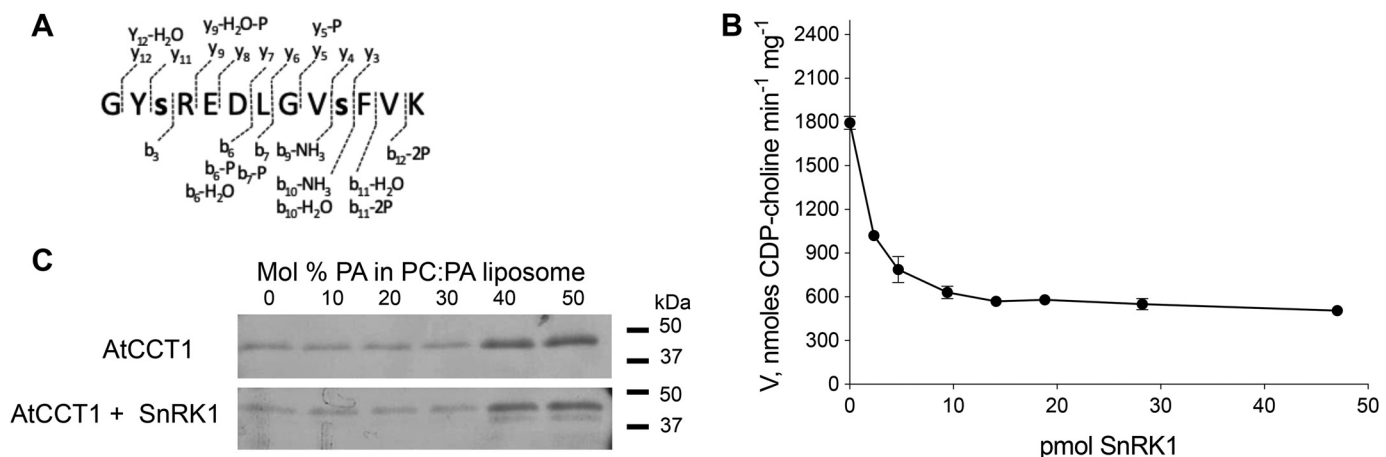 A
Y₁₂-H₂O y₉-H₂O-P y₅-P
y₁₂ y₁₁ y₉ y₈ y₇ y₆ y₅ y₄ y₃
GYsREDLGVsFVK
b₃ b₆ b₇ b₉-NH₃ b₁₂-2P
b₆-P b₇-P
b₆-H₂O
b₁₀-NH₃ b₁₁-H₂O
b₁₀-H₂O b₁₁-2P
B
V, nmoles CDP-choline min⁻¹ mg⁻¹
2400
2100
1800
1500
1200
900
600
300
0
0 10 20 30 40 50
pmol SnRK1
C
Mol % PA in PC:PA liposome
0 10 20 30 40 50 kDa
AtCCT1
50
37
AtCCT1 + SnRK1
50
37